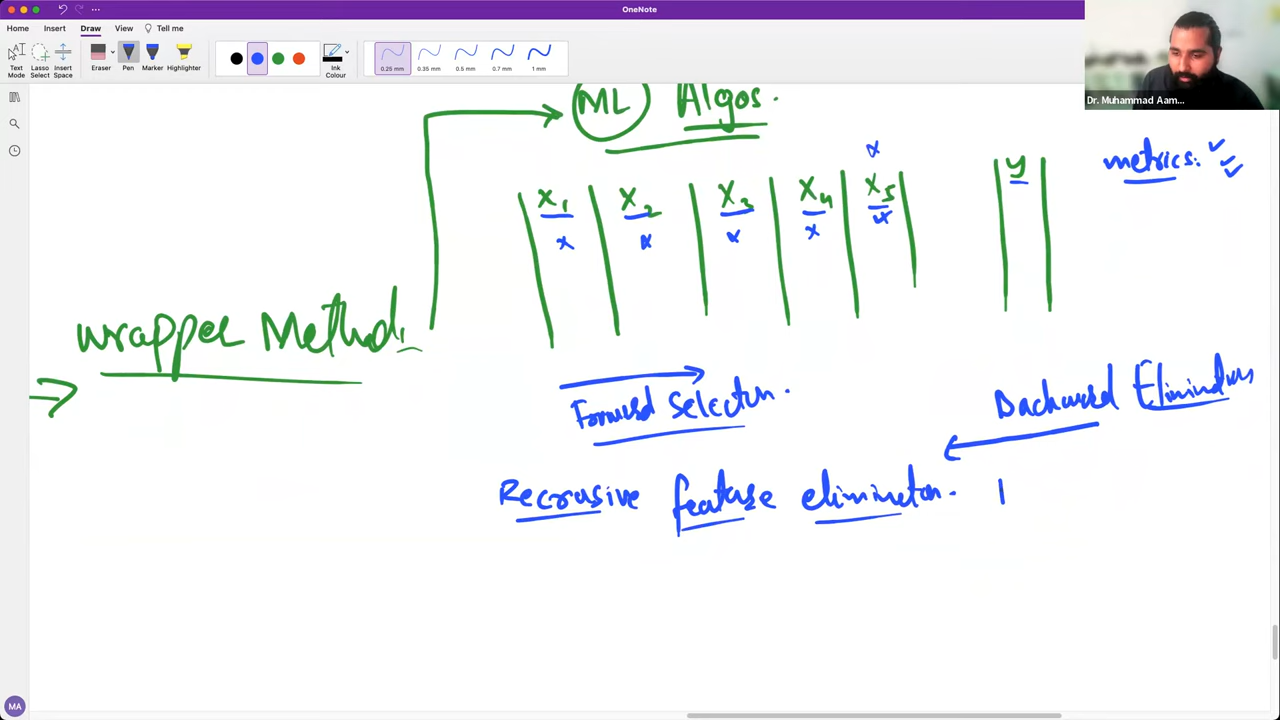 OneNote
Home Insert Draw View Tell me
Text Mode Lasso Select Insert Space Eraser Pen Marker Highlighter Ink Colour 0.25 mm 0.35 mm 0.5 mm 0.7 mm 1 mm
Dr. Muhammad Aam...
ML Algos.
metrics.
X1 X2 X3 X4 X5 y
x x x x x
wrapper Method
Forward Selecton.
Backward Elimination
Recrusive feature elimination. I
MA